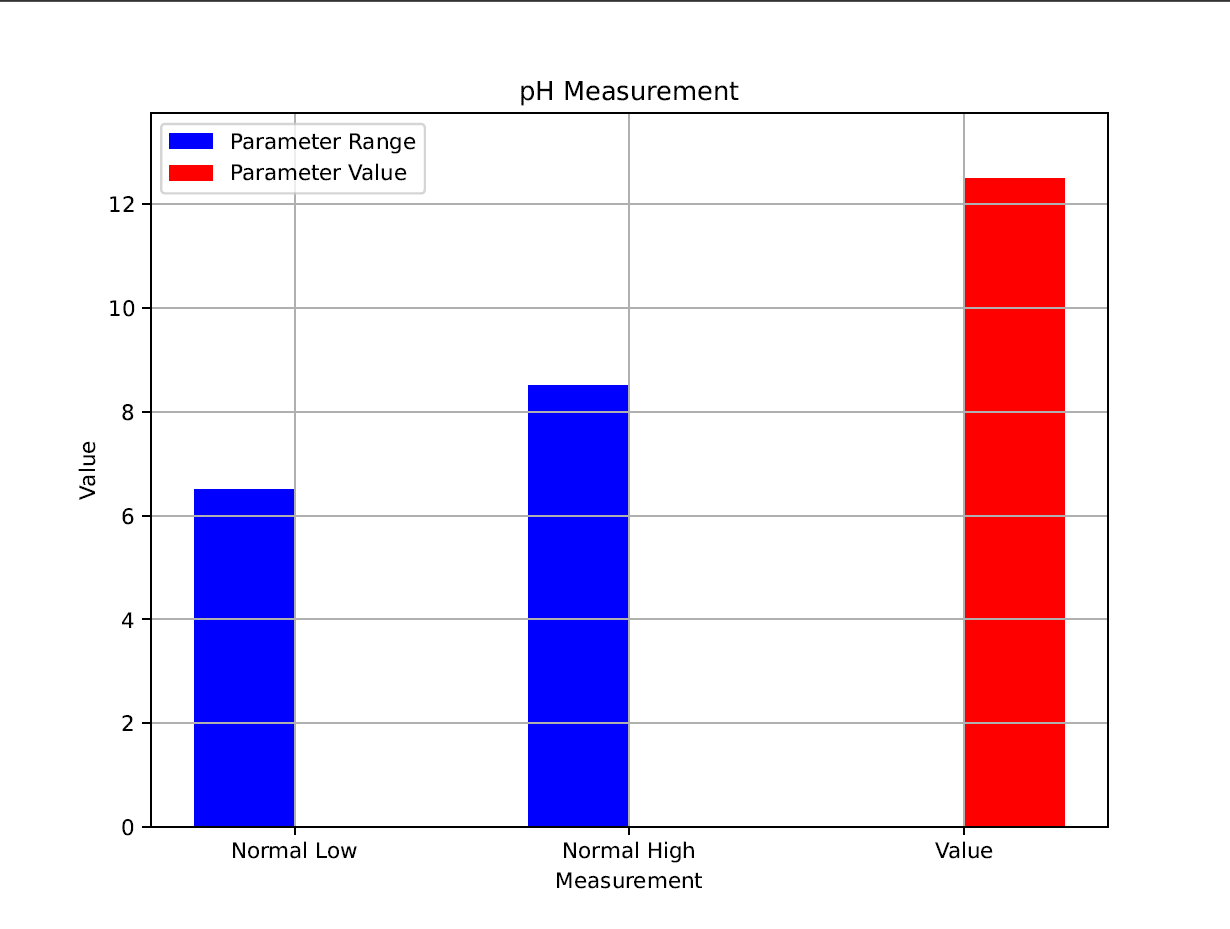 pH Measurement
Parameter Range
Parameter Value
12
10
8
6
4
2
0
Value
Normal Low
Normal High
Value
Measurement